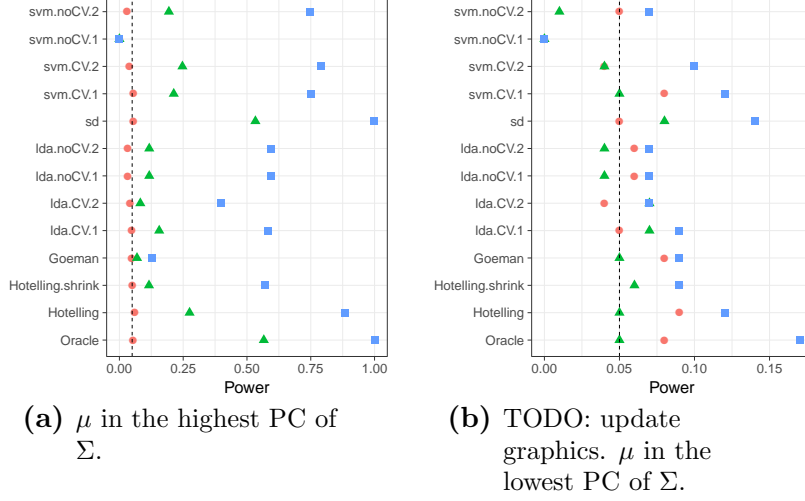 svm.noCV.2
svm.noCV.1
svm.CV.2
svm.CV.1
sd
lda.noCV.2
lda.noCV.1
lda.CV.2
lda.CV.1
Goeman
Hotelling.shrink
Hotelling
Oracle
0.00 0.25 0.50 0.75 1.00
Power
(a) μ in the highest PC of
Σ.
svm.noCV.2
svm.noCV.1
svm.CV.2
svm.CV.1
sd
lda.noCV.2
lda.noCV.1
lda.CV.2
lda.CV.1
Goeman
Hotelling.shrink
Hotelling
Oracle
0.00 0.05 0.10 0.15
Power
(b) TODO: update
graphics. μ in the
lowest PC of Σ.